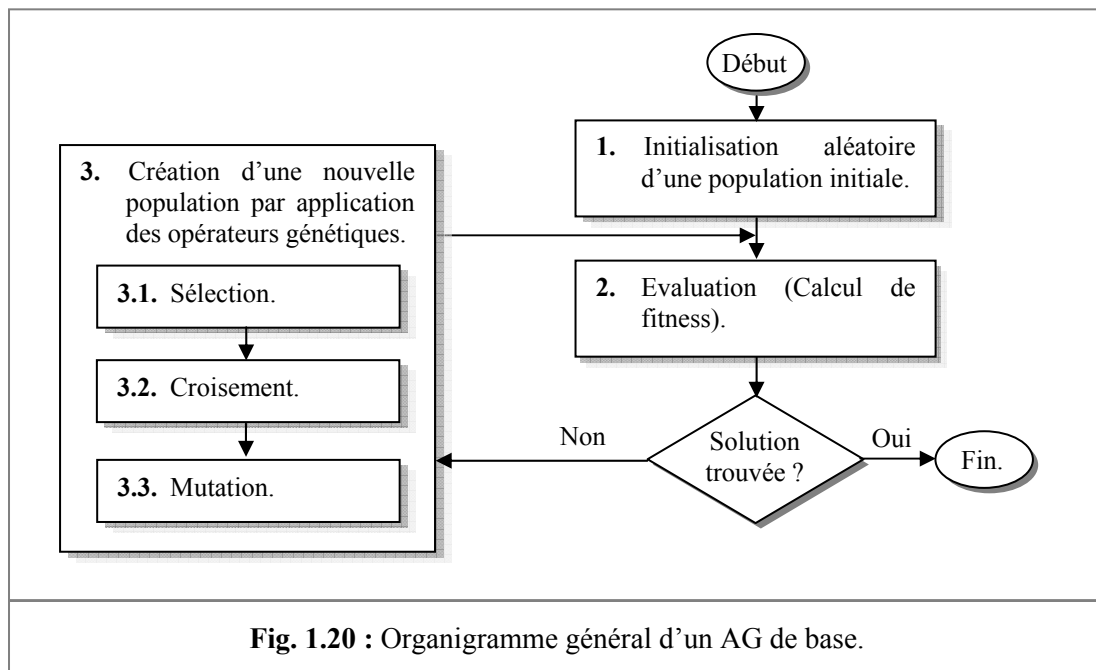 Début
1. Initialisation aléatoire
d’une population initiale.
2. Evaluation (Calcul de
fitness).
Solution
trouvée ?
Oui
Fin.
Non
3. Création d’une nouvelle
population par application
des opérateurs génétiques.
3.1. Sélection.
3.2. Croisement.
3.3. Mutation.
Fig. 1.20 : Organigramme général d’un AG de base.